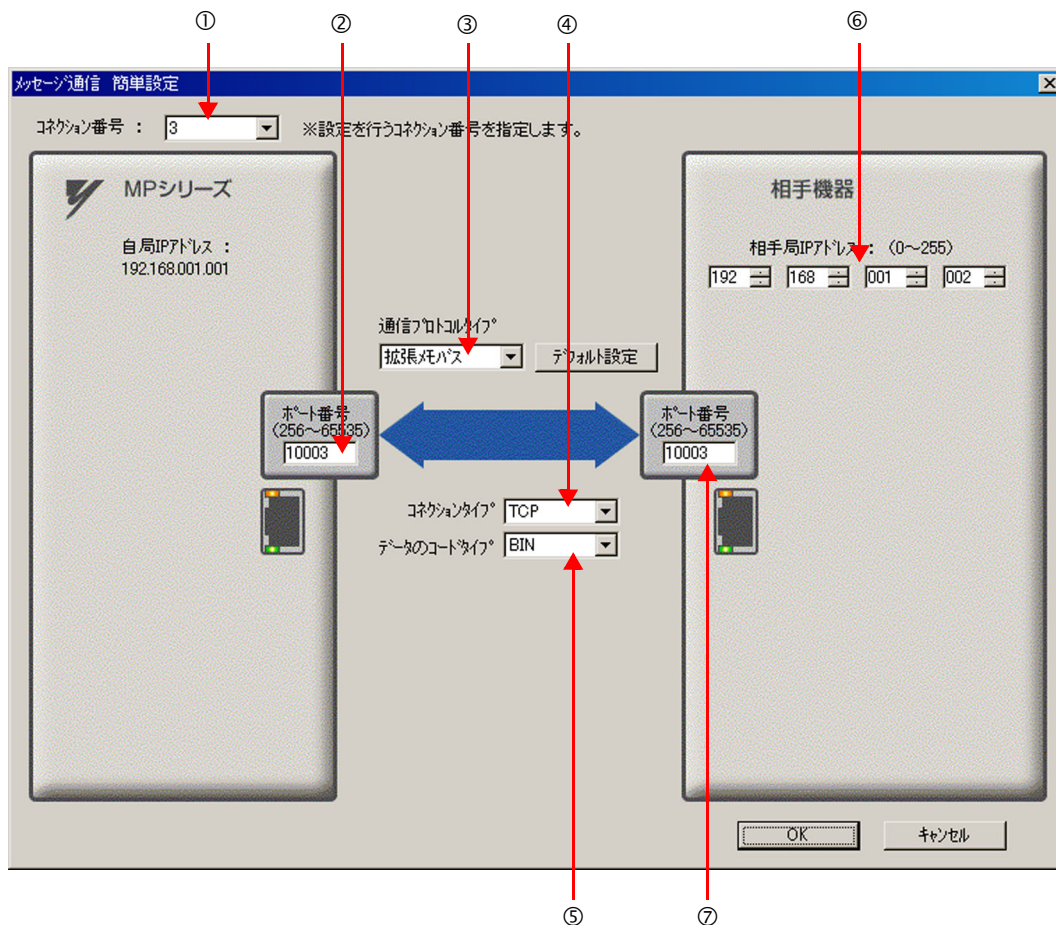 ① ② ③ ④ ⑥
メッセージ通信 簡単設定
コネクション番号 : 3 ※設定を行うコネクション番号を指定します。
MPシリーズ
自局IPアドレス :
192.168.001.001
相手機器
相手局IPアドレス : (0~255)
192 168 001 002
通信プロトコルタイプ
拡張メモバス デフォルト設定
ポート番号
(256~65535)
10003
ポート番号
(256~65535)
10003
コネクションタイプ TCP
データのコードタイプ BIN
OK キャンセル
⑤ ⑦